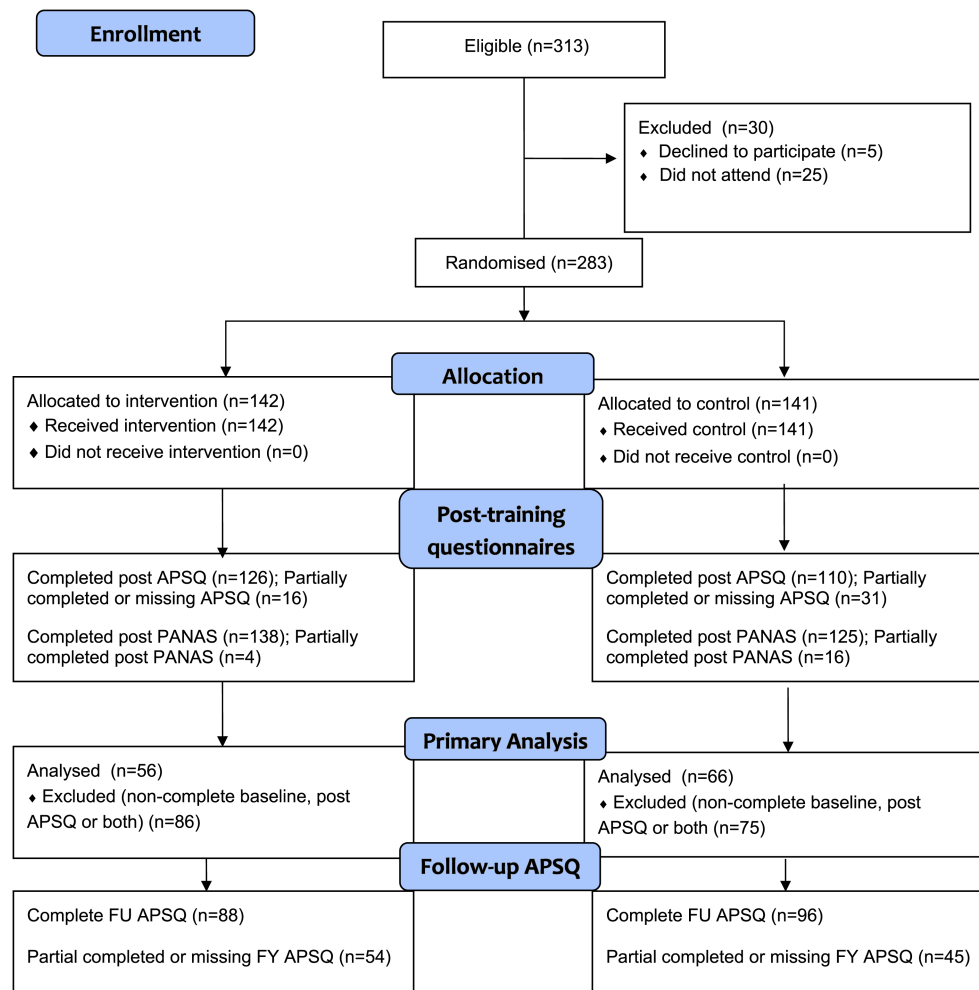 Enrollment
Eligible (n=313)
Excluded (n=30)
♦ Declined to participate (n=5)
♦ Did not attend (n=25)
Randomised (n=283)
Allocation
Allocated to intervention (n=142)
♦ Received intervention (n=142)
♦ Did not receive intervention (n=0)
Allocated to control (n=141)
♦ Received control (n=141)
♦ Did not receive control (n=0)
Post-training
questionnaires
Completed post APSQ (n=126); Partially
completed or missing APSQ (n=16)
Completed post PANAS (n=138); Partially
completed post PANAS (n=4)
Completed post APSQ (n=110); Partially
completed or missing APSQ (n=31)
Completed post PANAS (n=125); Partially
completed post PANAS (n=16)
Primary Analysis
Analysed (n=56)
♦ Excluded (non-complete baseline, post
APSQ or both) (n=86)
Analysed (n=66)
♦ Excluded (non-complete baseline, post
APSQ or both) (n=75)
Follow-up APSQ
Complete FU APSQ (n=88)
Partial completed or missing FY APSQ (n=54)
Complete FU APSQ (n=96)
Partial completed or missing FY APSQ (n=45)